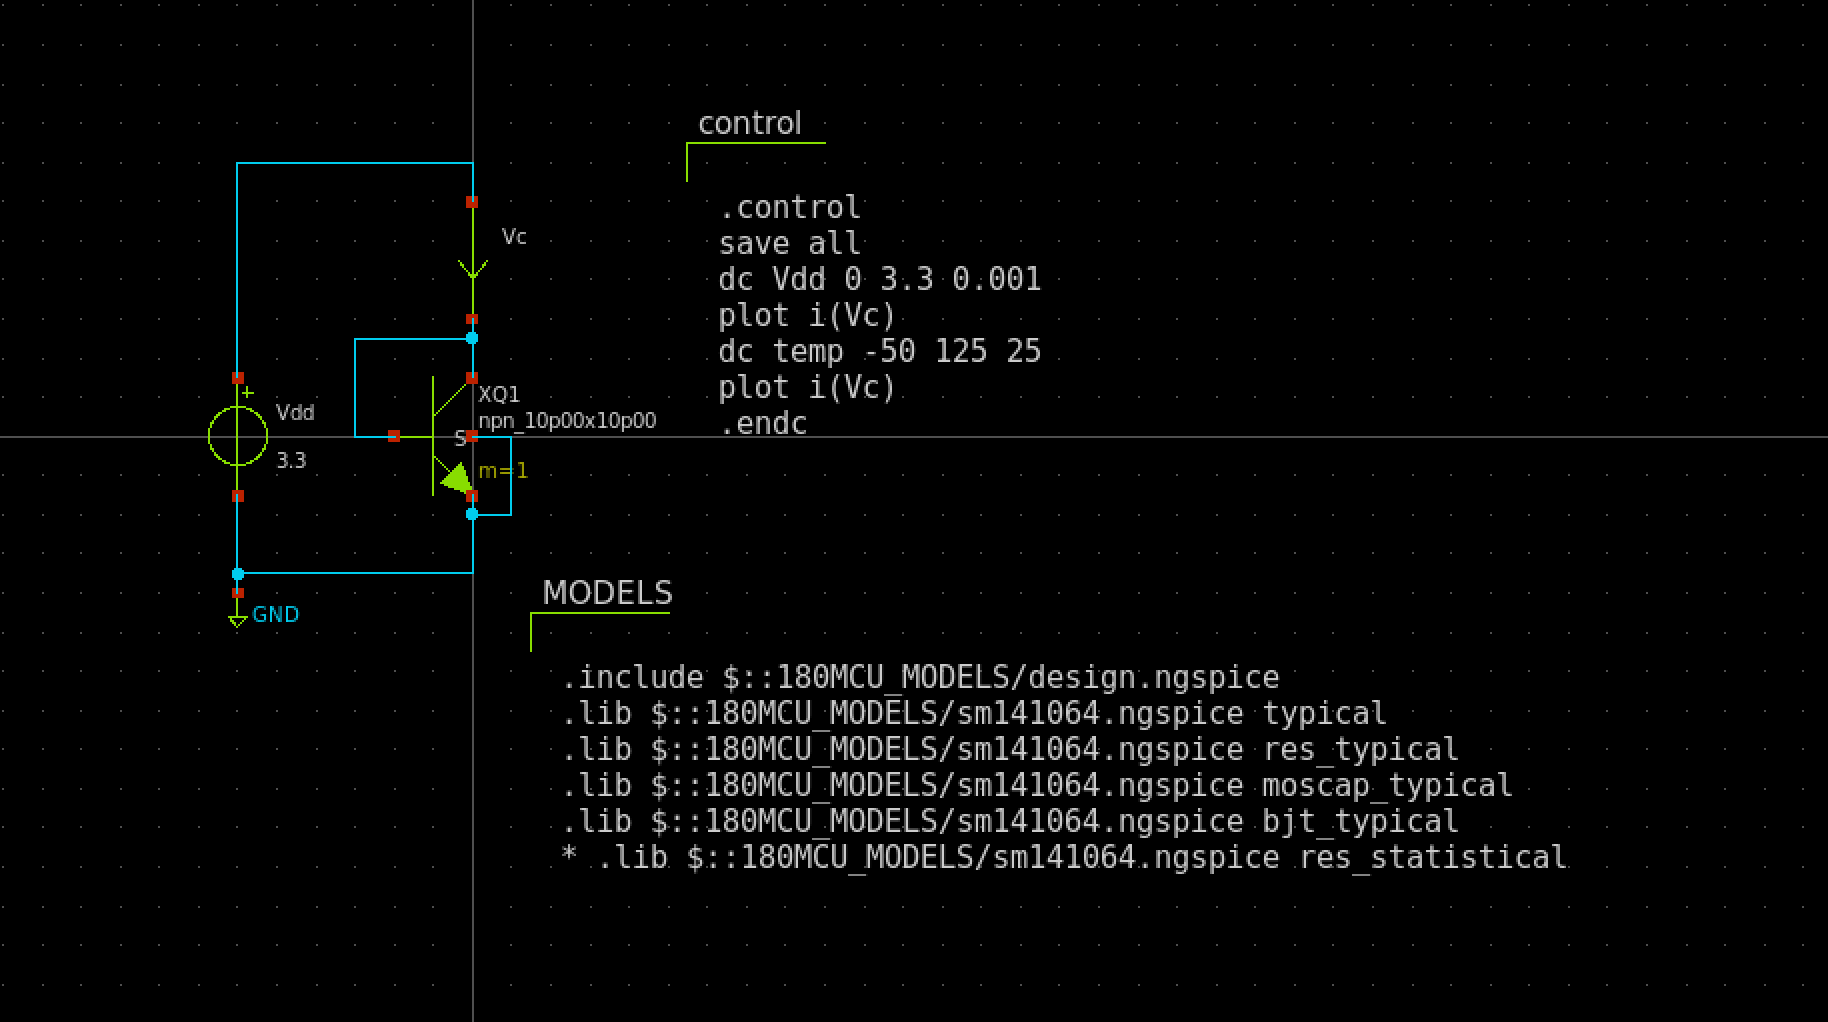 control
.control
save all
dc Vdd 0 3.3 0.001
plot i(Vc)
dc temp -50 125 25
plot i(Vc)
.endc
Vc
+
Vdd
3.3
XQ1
npn_10p00x10p00
S
m=1
GND
MODELS
.include $::180MCU_MODELS/design.ngspice
.lib $::180MCU_MODELS/sm141064.ngspice typical
.lib $::180MCU_MODELS/sm141064.ngspice res_typical
.lib $::180MCU_MODELS/sm141064.ngspice moscap_typical
.lib $::180MCU_MODELS/sm141064.ngspice bjt_typical
* .lib $::180MCU_MODELS/sm141064.ngspice res_statistical